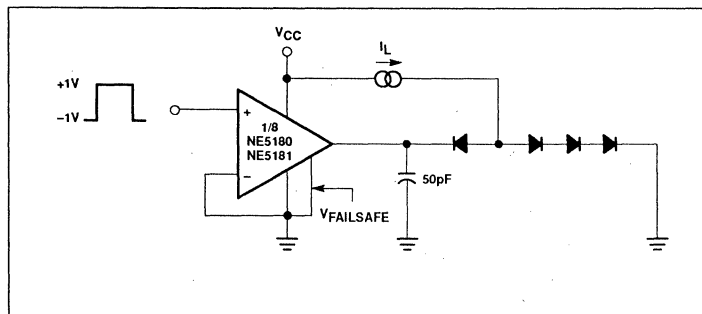 VCC
IL
+1V
–1V
+
1/8
NE5180
NE5181
–
50pF
VFAILSAFE